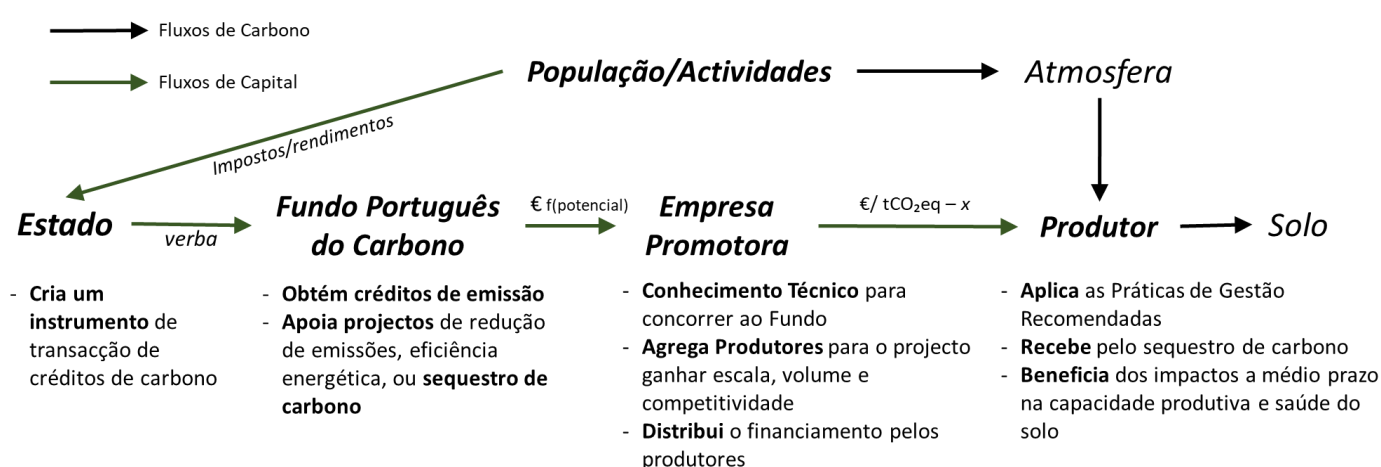 Fluxos de Carbono
Fluxos de Capital
População/Actividades
Atmosfera
Impostos/rendimentos
Estado
verba
Fundo Português
do Carbono
€ f(potencial)
Empresa
Promotora
€/ tCO₂eq – x
Produtor
Solo
- Cria um
instrumento de
transacção de
créditos de carbono
- Obtém créditos de emissão
- Apoia projectos de redução
de emissões, eficiência
energética, ou sequestro de
carbono
- Conhecimento Técnico para
concorrer ao Fundo
- Agrega Produtores para o projecto
ganhar escala, volume e
competitividade
- Distribui o financiamento pelos
produtores
- Aplica as Práticas de Gestão
Recomendadas
- Recebe pelo sequestro de carbono
- Beneficia dos impactos a médio prazo
na capacidade produtiva e saúde do
solo